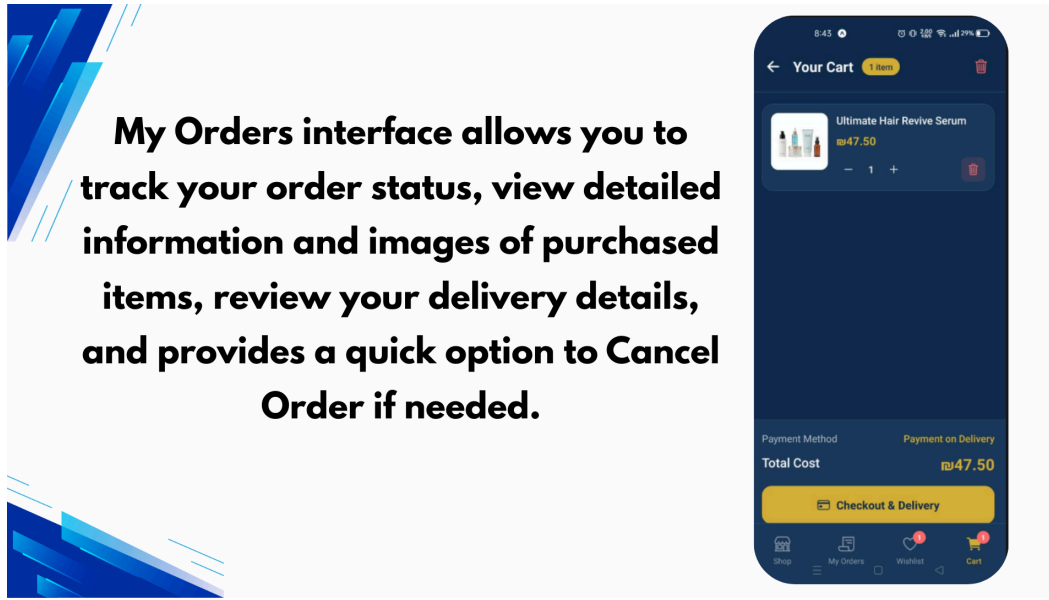 My Orders interface allows you to
track your order status, view detailed
information and images of purchased
items, review your delivery details,
and provides a quick option to Cancel
Order if needed.
8:43
29%
Your Cart 1 item
Ultimate Hair Revive Serum
₪47.50
− 1 +
Payment Method Payment on Delivery
Total Cost ₪47.50
Checkout & Delivery
1 1
Shop My Orders Wishlist Cart